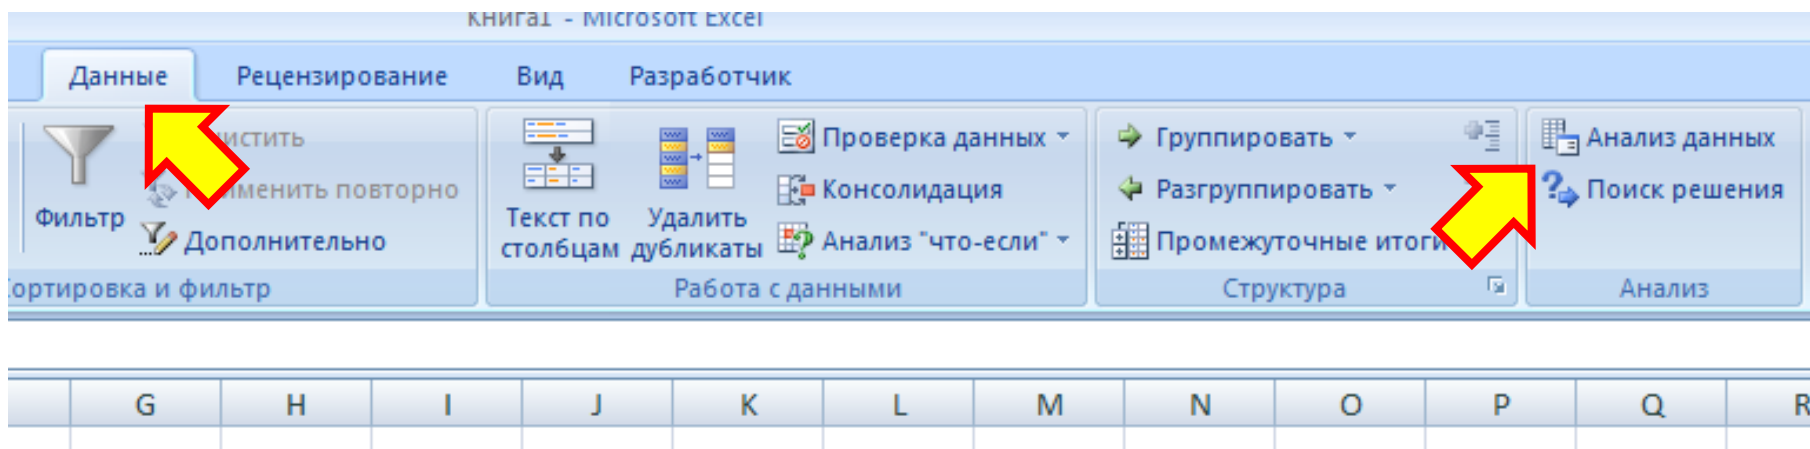 Книга1 - Microsoft Excel
Данные Рецензирование Вид Разработчик
Фильтр
Дополнительно
Текст по столбцам
Удалить дубликаты
Проверка данных
Консолидация
Анализ "что-если"
Группировать
Разгруппировать
Промежуточные итоги
Анализ данных
Поиск решения
Работа с данными
Структура
Анализ
G H I J K L M N O P Q R